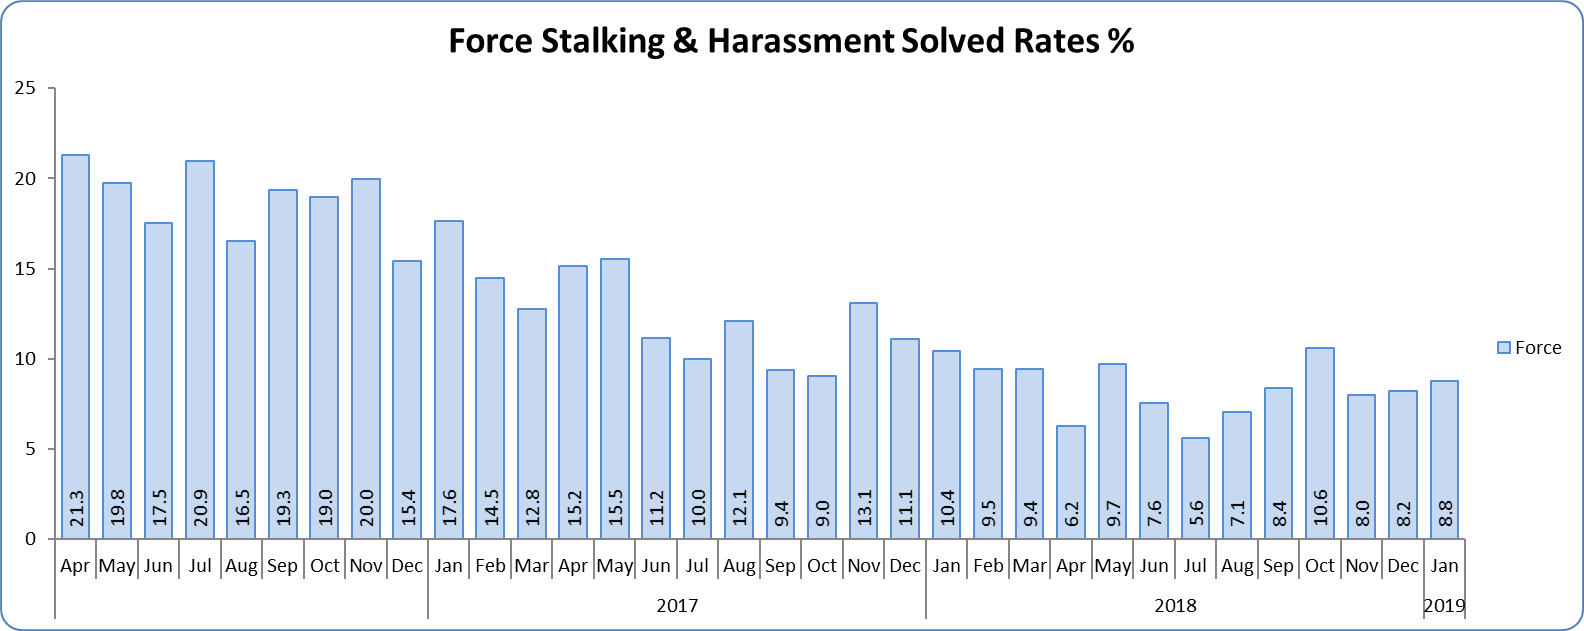 Force Stalking & Harassment Solved Rates %
25
20
15
10
5
0
21.3 19.8 17.5 20.9 16.5 19.3 19.0 20.0 15.4 17.6 14.5 12.8 15.2 15.5 11.2 10.0 12.1 9.4 9.0 13.1 11.1 10.4 9.5 9.4 6.2 9.7 7.6 5.6 7.1 8.4 10.6 8.0 8.2 8.8
Apr May Jun Jul Aug Sep Oct Nov Dec Jan Feb Mar Apr May Jun Jul Aug Sep Oct Nov Dec Jan Feb Mar Apr May Jun Jul Aug Sep Oct Nov Dec Jan
2017 2018 2019
Force